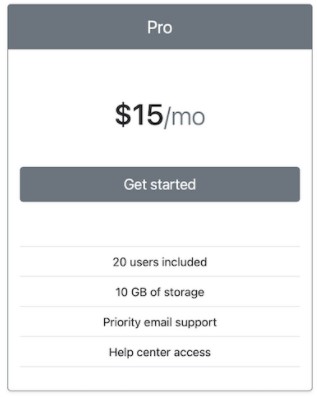 Pro
$15/mo
Get started
20 users included
10 GB of storage
Priority email support
Help center access